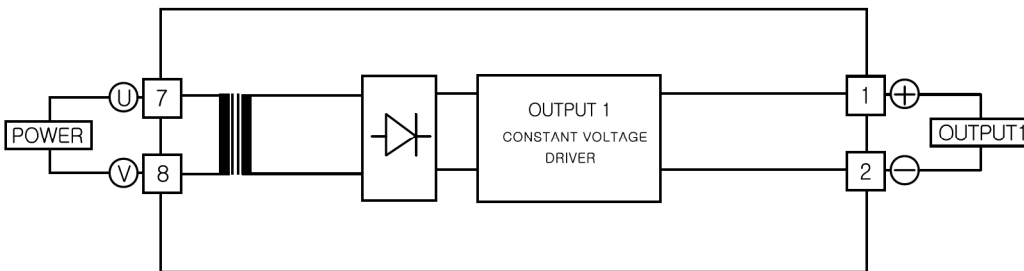 U
7
POWER
V
8
OUTPUT 1
CONSTANT VOLTAGE
DRIVER
1
+
OUTPUT1
2
−